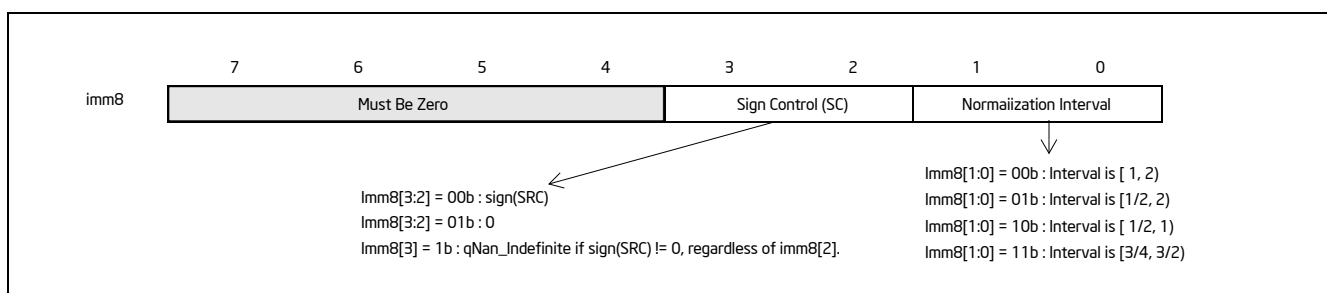 7 6 5 4 3 2 1 0
imm8 Must Be Zero Sign Control (SC) Normaiization Interval
Imm8[3:2] = 00b : sign(SRC)
Imm8[3:2] = 01b : 0
Imm8[3] = 1b : qNan_Indefinite if sign(SRC) != 0, regardless of imm8[2].
Imm8[1:0] = 00b : Interval is [ 1, 2)
Imm8[1:0] = 01b : Interval is [1/2, 2)
Imm8[1:0] = 10b : Interval is [ 1/2, 1)
Imm8[1:0] = 11b : Interval is [3/4, 3/2)